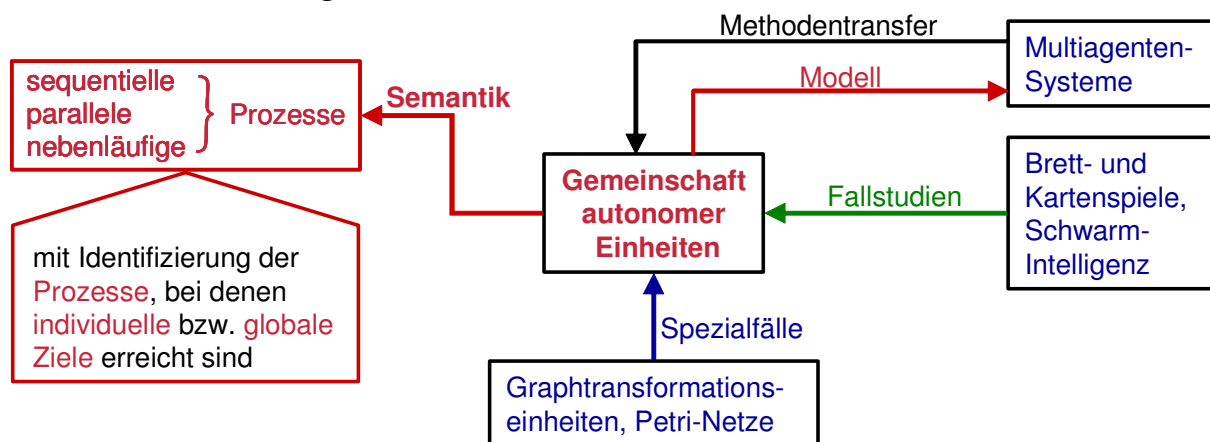 sequentielle
parallele
nebenläufige
Prozesse
mit Identifizierung der
Prozesse, bei denen
individuelle bzw. globale
Ziele erreicht sind
Semantik
Methodentransfer
Modell
Multiagenten-
Systeme
Gemeinschaft
autonomer
Einheiten
Fallstudien
Brett- und
Kartenspiele,
Schwarm-
Intelligenz
Spezialfälle
Graphtransformations-
einheiten, Petri-Netze